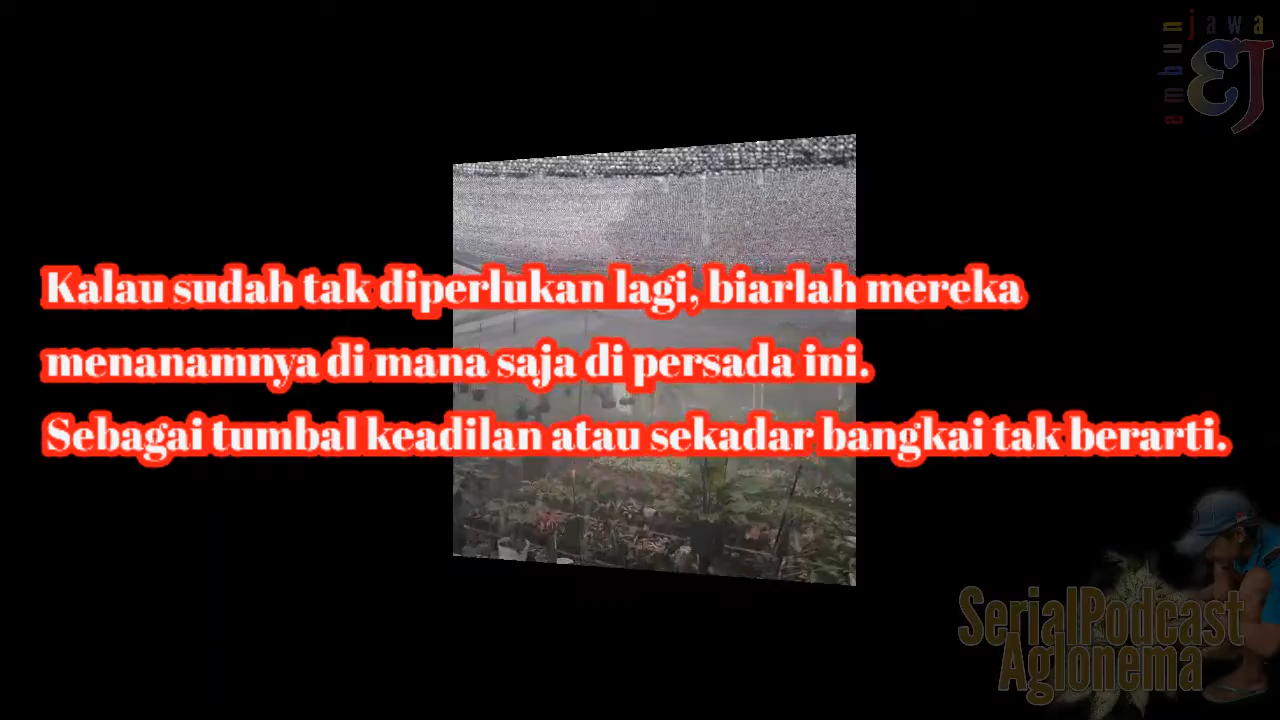 embun jawa
EJ
Kalau sudah tak diperlukan lagi, biarlah mereka
menanamnya di mana saja di persada ini.
Sebagai tumbal keadilan atau sekadar bangkai tak berarti.
SerialPodcast
Aglonema